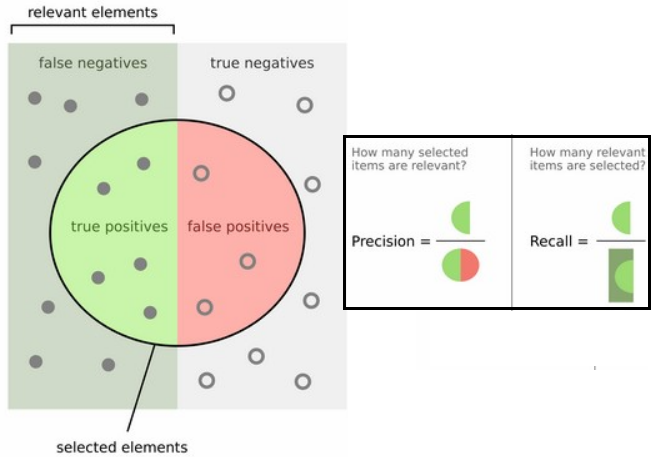 relevant elements
false negatives
true negatives
true positives
false positives
selected elements
How many selected
items are relevant?
Precision =
How many relevant
items are selected?
Recall =